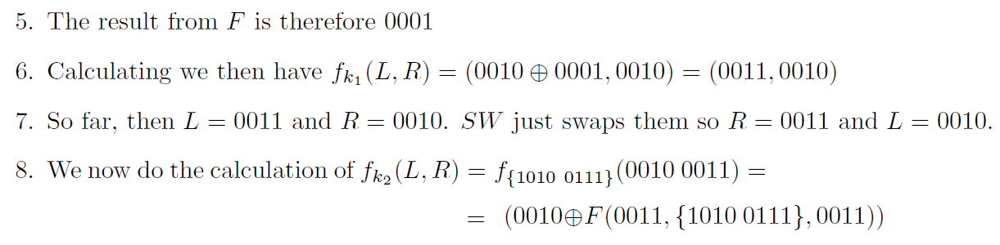 5. The result from F is therefore 0001
6. Calculating we then have f_{k_1}(L, R) = (0010 ⊕ 0001, 0010) = (0011, 0010)
7. So far, then L = 0011 and R = 0010. SW just swaps them so R = 0011 and L = 0010.
8. We now do the calculation of f_{k_2}(L, R) = f_{{1010 0111}}(0010 0011) =
= (0010⊕F(0011, {1010 0111}, 0011))